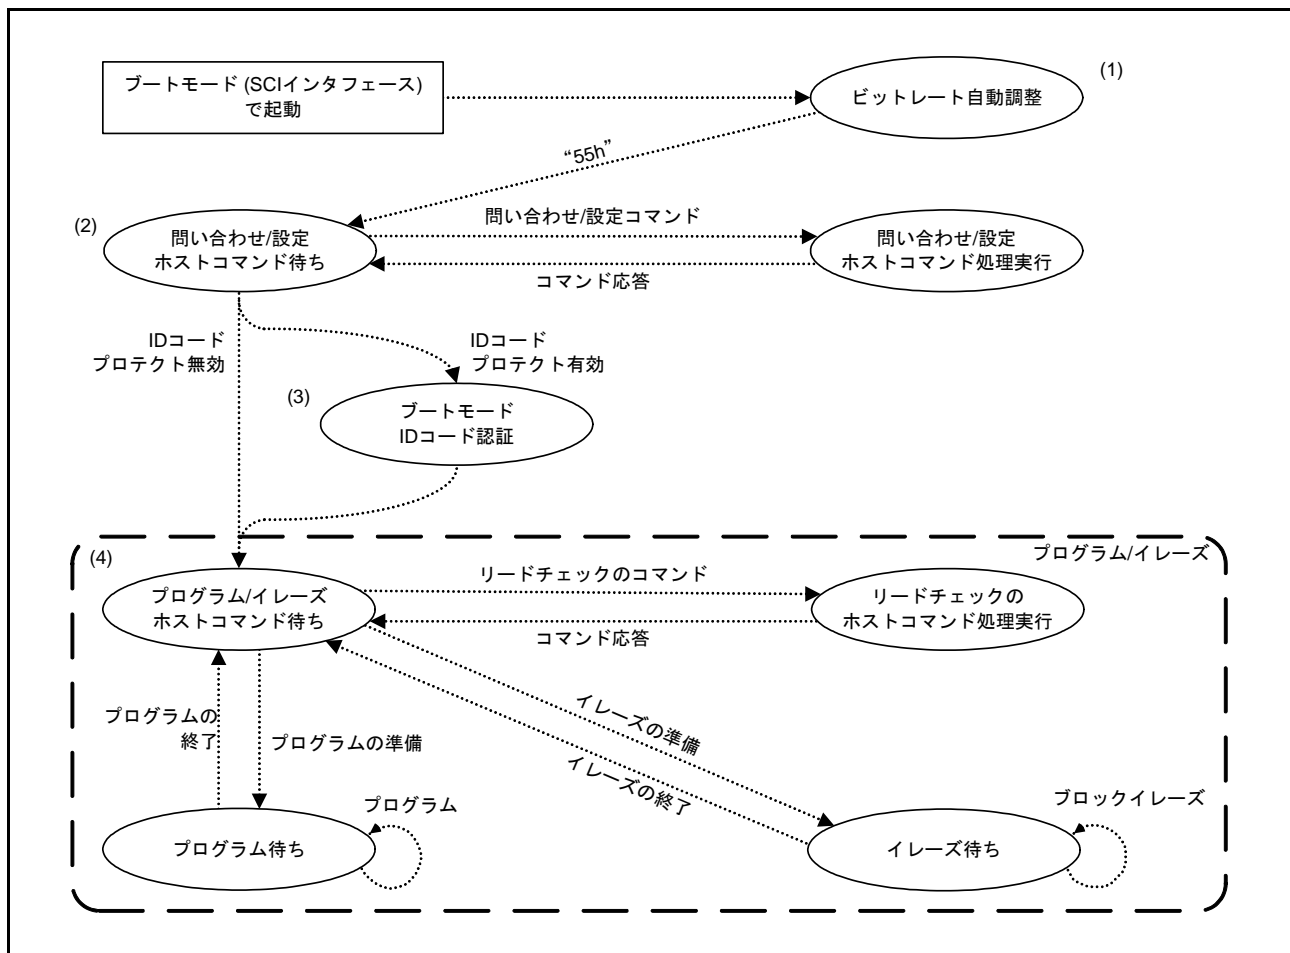 ブートモード (SCIインタフェース)
で起動
(1)
ビットレート自動調整
“55h”
(2)
問い合わせ/設定
ホストコマンド待ち
問い合わせ/設定コマンド
コマンド応答
問い合わせ/設定
ホストコマンド処理実行
IDコード
プロテクト無効
IDコード
プロテクト有効
(3)
ブートモード
IDコード認証
(4)
プログラム/イレーズ
プログラム/イレーズ
ホストコマンド待ち
リードチェックのコマンド
コマンド応答
リードチェックの
ホストコマンド処理実行
プログラムの
終了
プログラムの準備
イレーズの準備
イレーズの終了
プログラム
プログラム待ち
ブロックイレーズ
イレーズ待ち